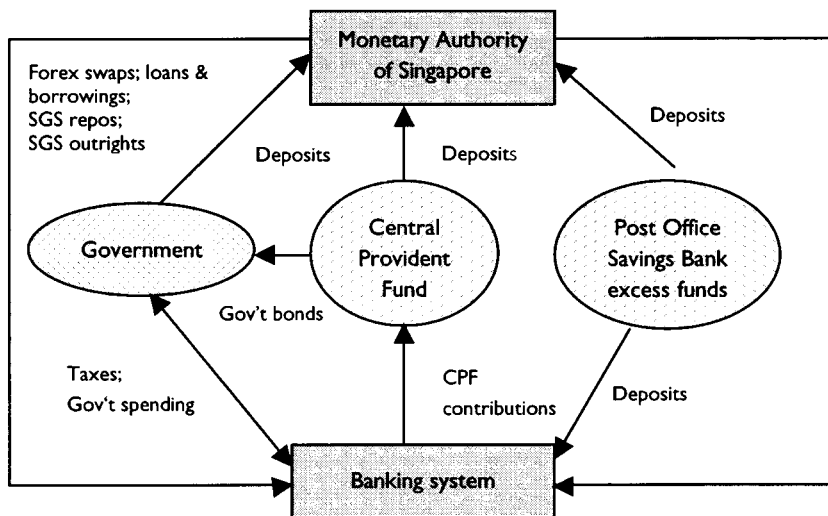 Monetary Authority
of Singapore
Forex swaps; loans &
borrowings;
SGS repos;
SGS outrights
Deposits
Deposits
Deposits
Government
Central
Provident
Fund
Post Office
Savings Bank
excess funds
Gov't bonds
Taxes;
Gov't spending
CPF
contributions
Deposits
Banking system